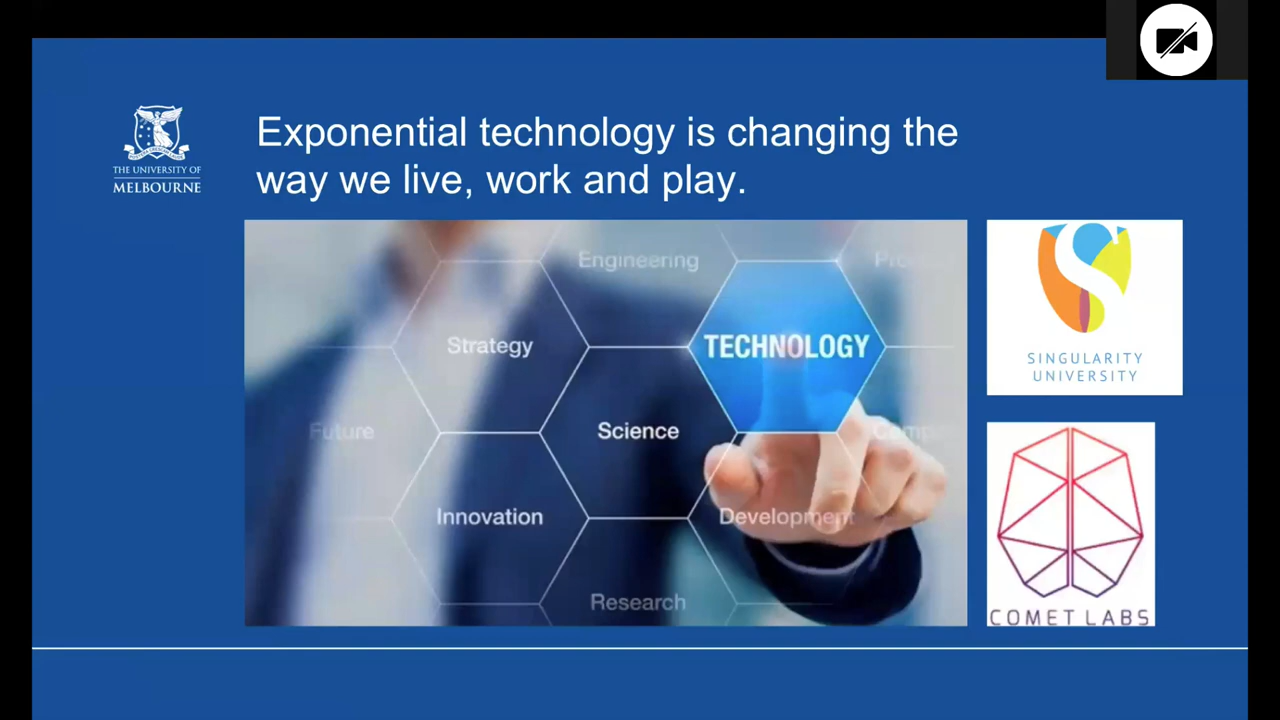 THE UNIVERSITY OF
MELBOURNE
Exponential technology is changing the
way we live, work and play.
Engineering
Strategy
TECHNOLOGY
Future
Science
Innovation
Development
Research
SINGULARITY
UNIVERSITY
COMET LABS